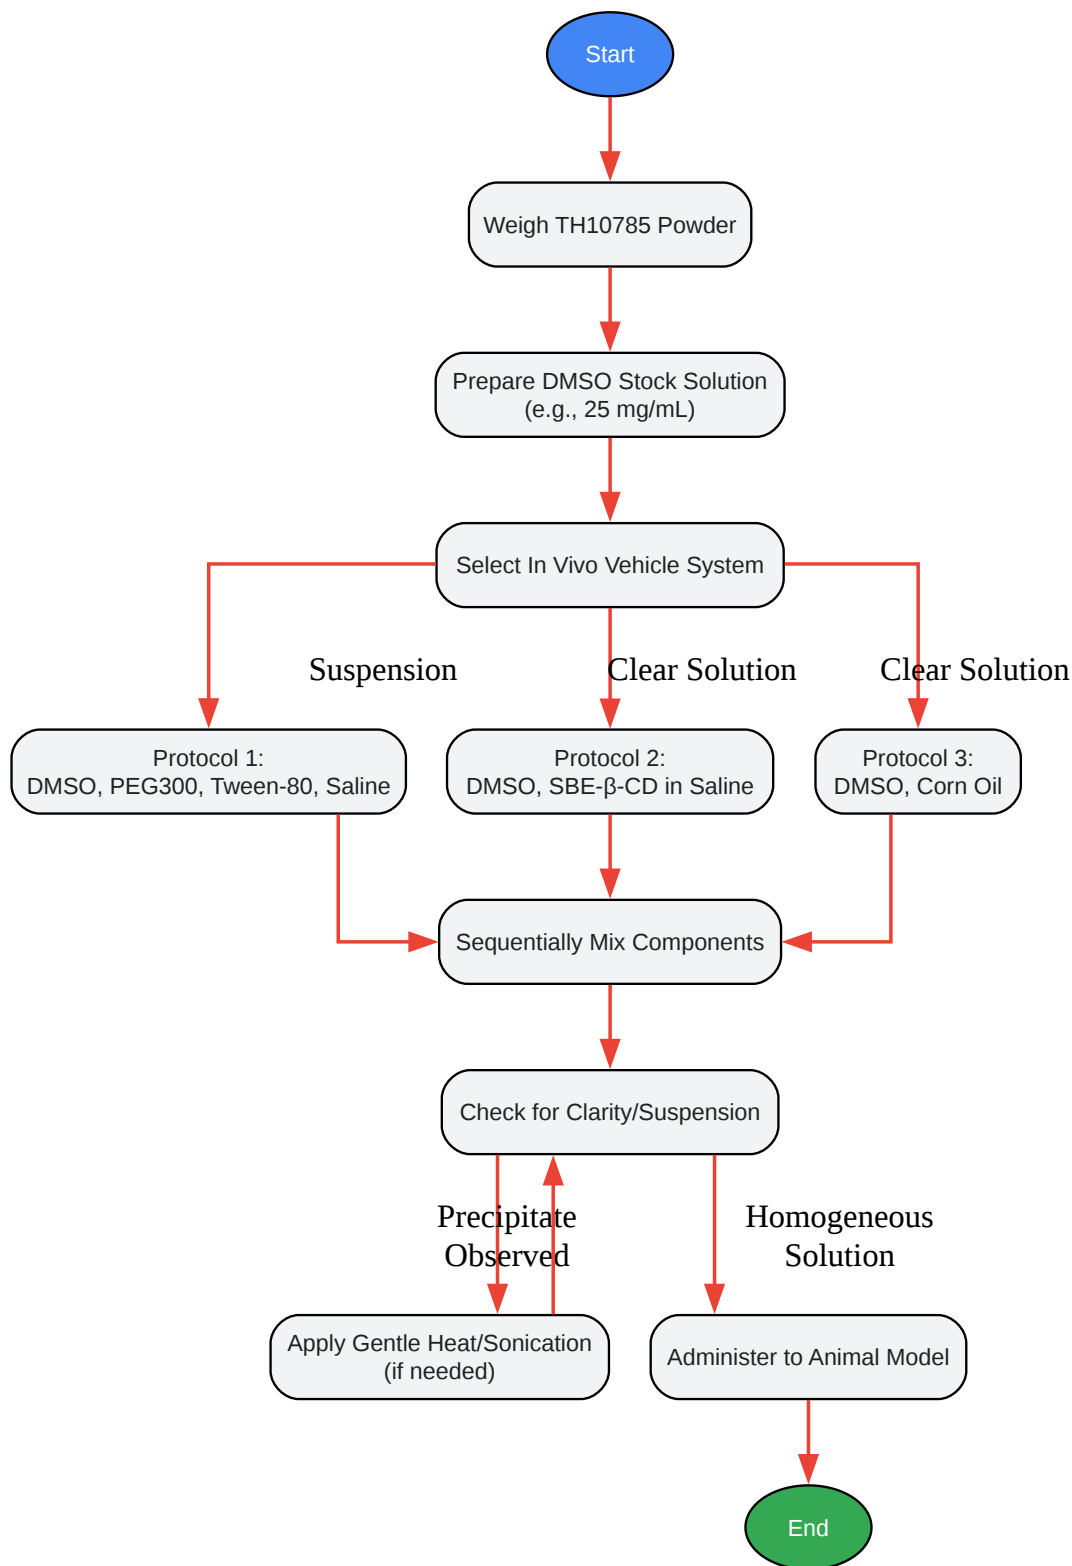 Start
Weigh TH10785 Powder
Prepare DMSO Stock Solution
(e.g., 25 mg/mL)
Select In Vivo Vehicle System
Suspension
Clear Solution
Clear Solution
Protocol 1:
DMSO, PEG300, Tween-80, Saline
Protocol 2:
DMSO, SBE-β-CD in Saline
Protocol 3:
DMSO, Corn Oil
Sequentially Mix Components
Check for Clarity/Suspension
Precipitate
Observed
Homogeneous
Solution
Apply Gentle Heat/Sonication
(if needed)
Administer to Animal Model
End